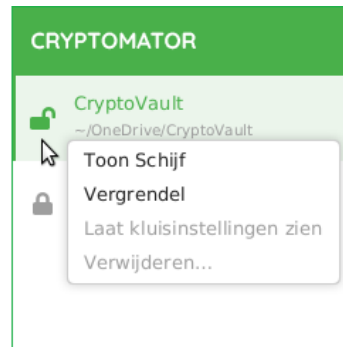 CRYPTOMATOR
CryptoVault
~/OneDrive/CryptoVault
Toon Schijf
Vergrendel
Laat kluisinstellingen zien
Verwijderen...